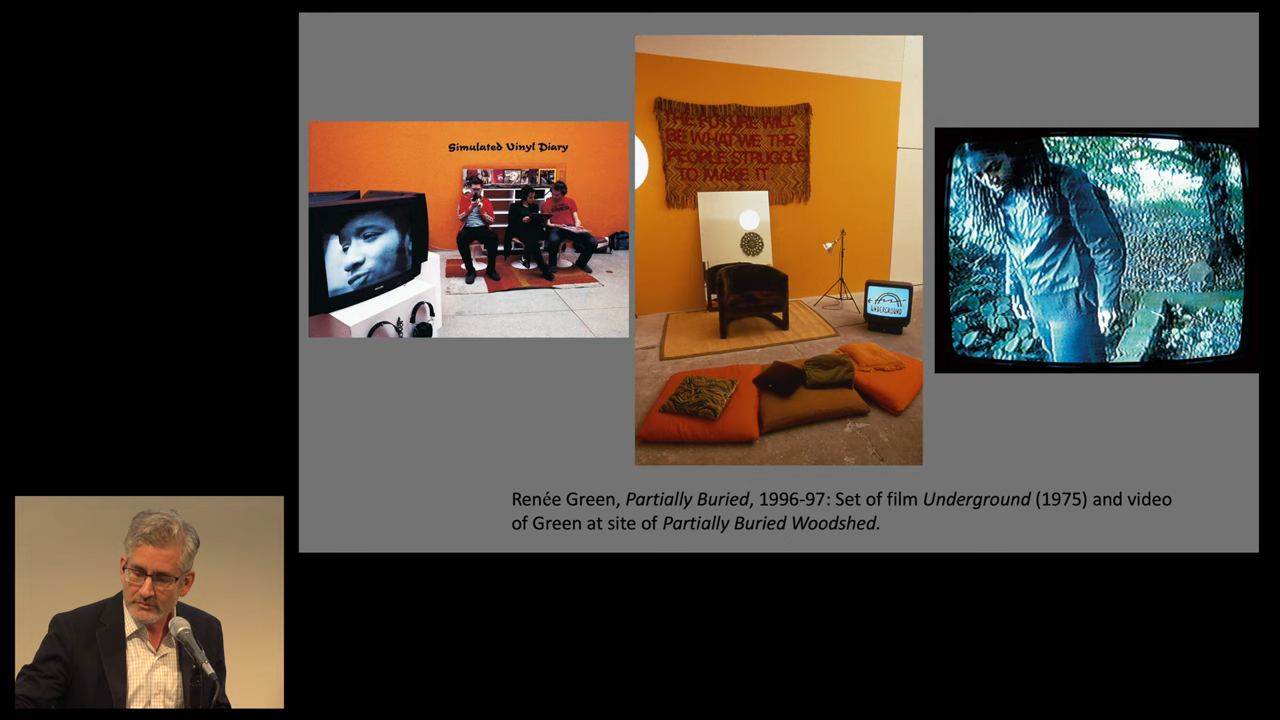 Simulated Vinyl Diary
THE FUTURE WILL
BE WHAT WE THE
PEOPLE STRUGGLE
TO MAKE IT.
UNDERGROUND
Renée Green, Partially Buried, 1996-97: Set of film Underground (1975) and video
of Green at site of Partially Buried Woodshed.